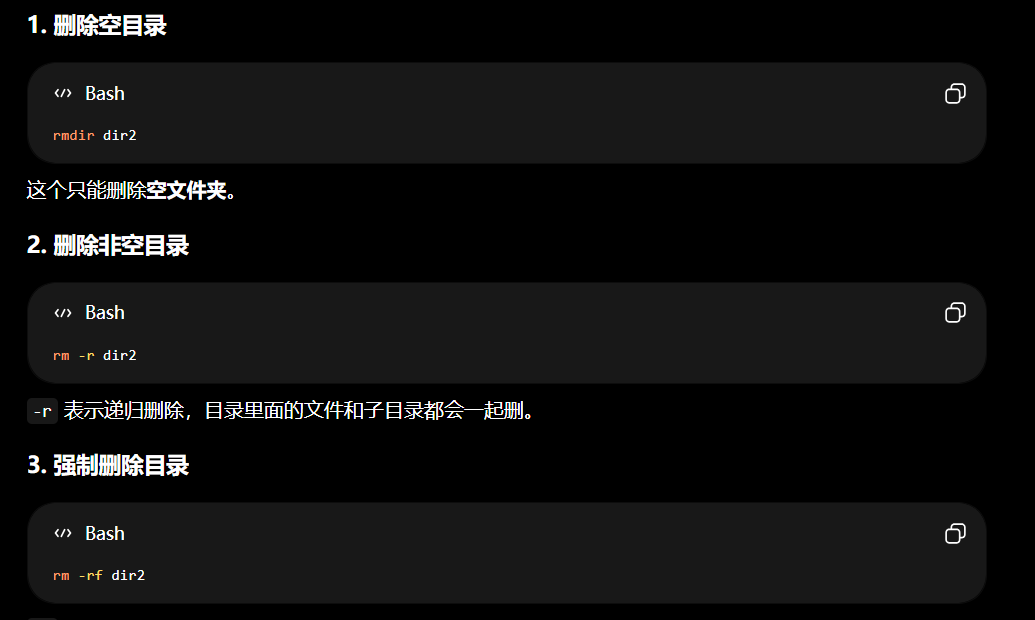 1. 删除空目录
Bash
rmdir dir2
这个只能删除空文件夹。
2. 删除非空目录
Bash
rm -r dir2
-r 表示递归删除，目录里面的文件和子目录都会一起删。
3. 强制删除目录
Bash
rm -rf dir2